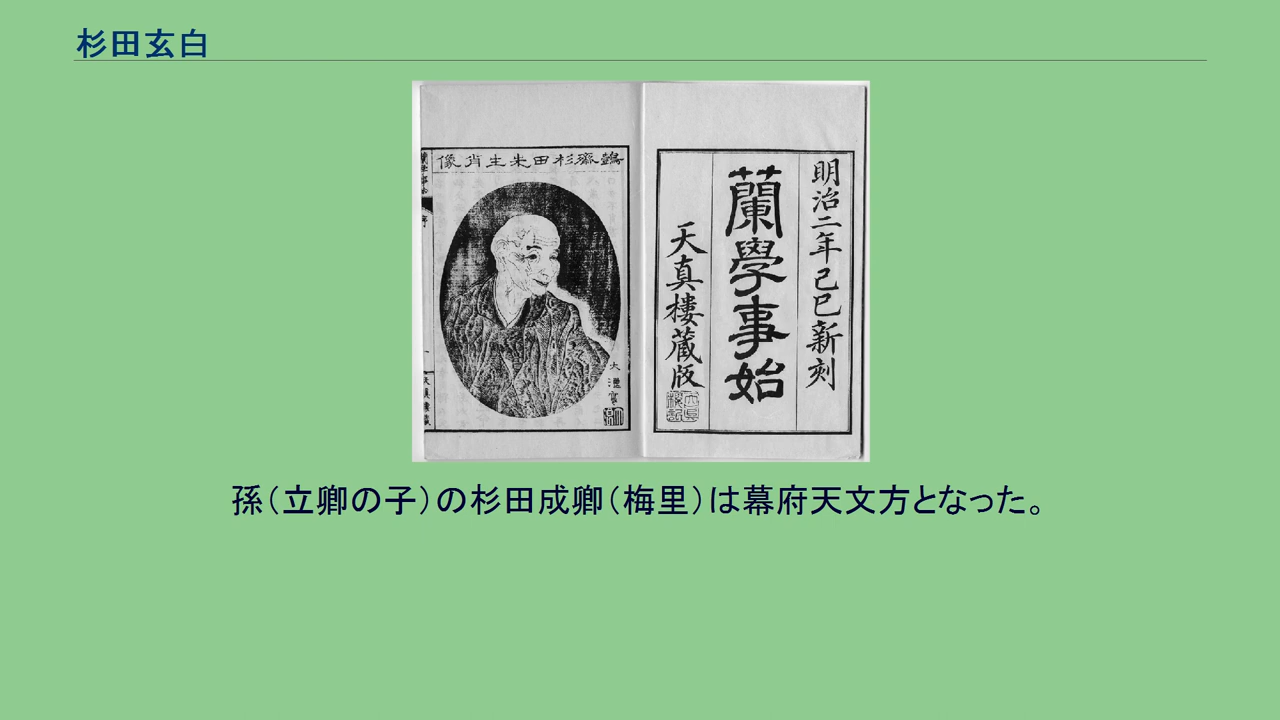 杉田玄白
明治二年己巳新刻
蘭學事始
天真樓蔵版
鷧齋杉田先生肖像
孫（立卿の子）の杉田成卿（梅里）は幕府天文方となった。